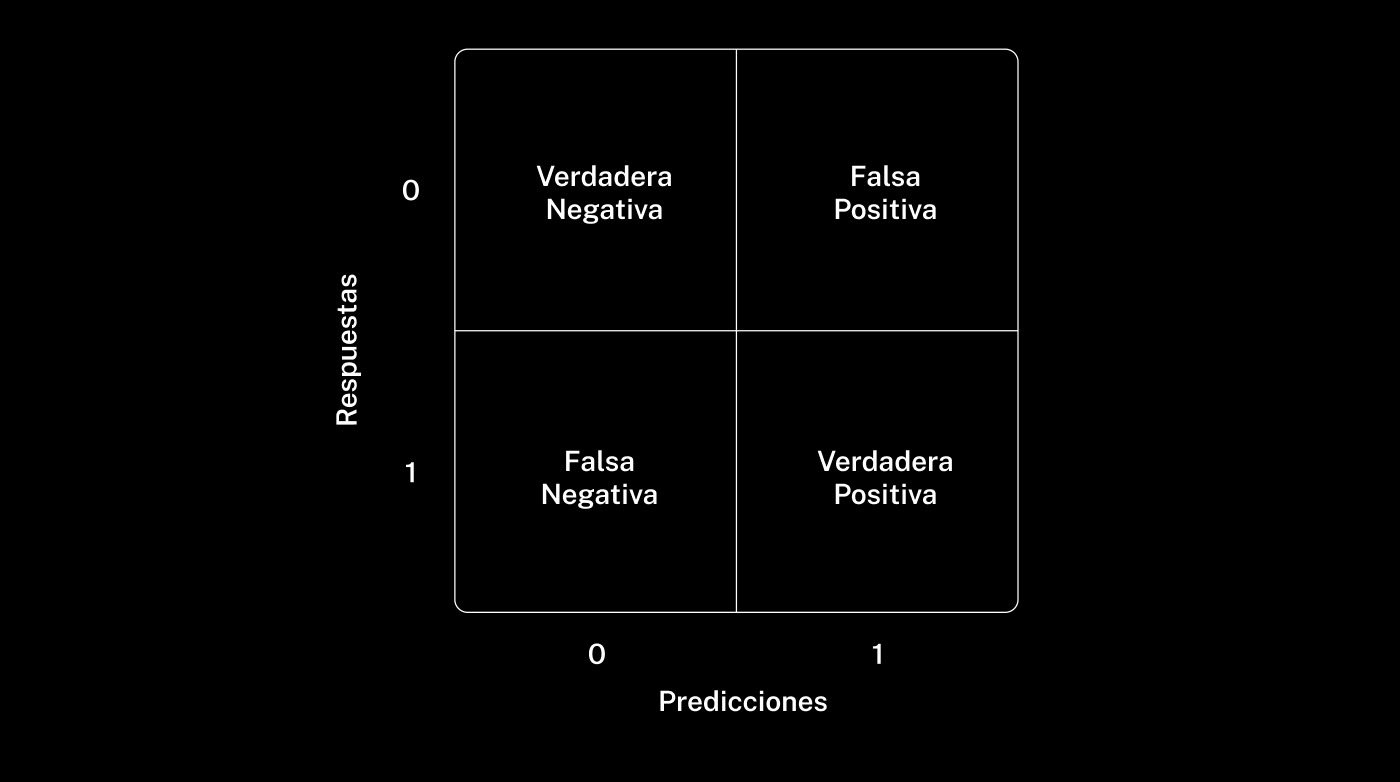 Verdadera
Negativa
Falsa
Positiva
0
Respuestas
Falsa
Negativa
Verdadera
Positiva
1
0
1
Predicciones